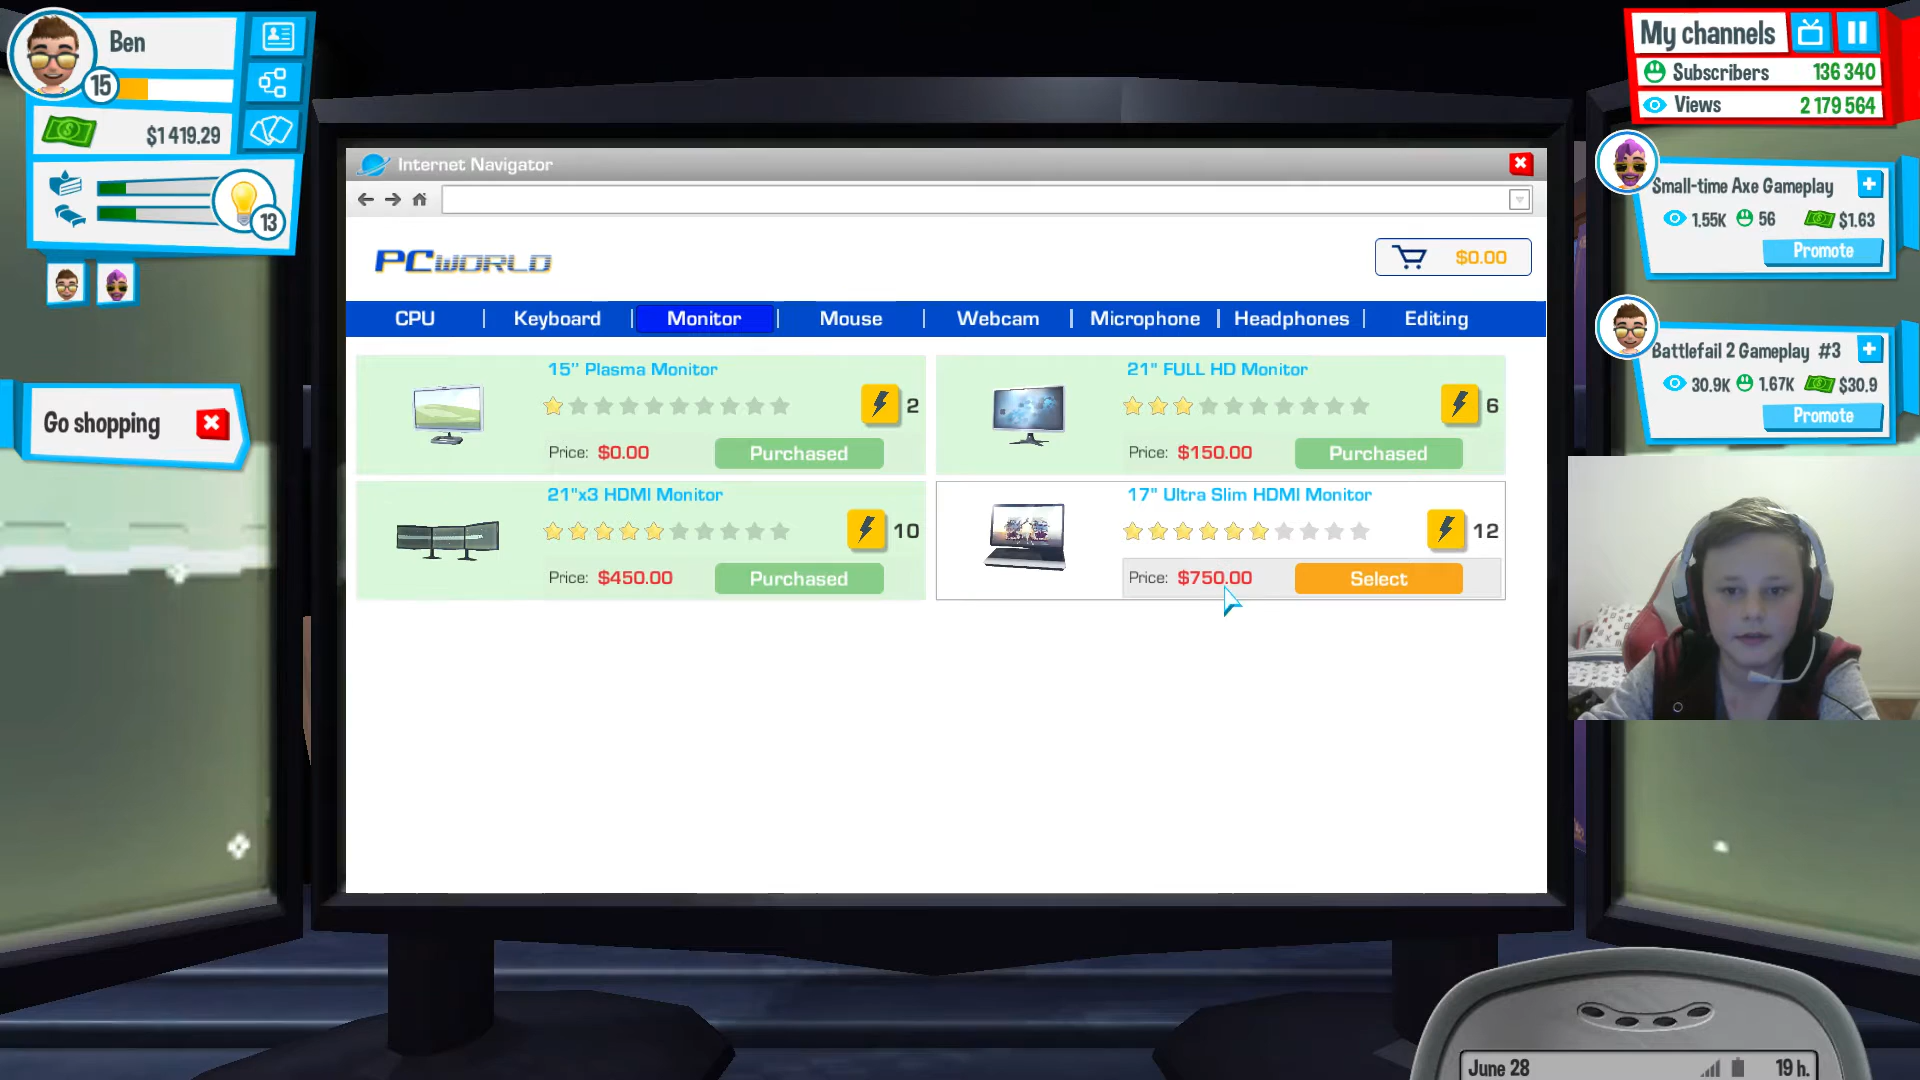 Ben
15
$1 419.29
13
Go shopping
Internet Navigator
PCWORLD
$0.00
CPU
Keyboard
Monitor
Mouse
Webcam
Microphone
Headphones
Editing
15'' Plasma Monitor
2
Price: $0.00
Purchased
21" FULL HD Monitor
6
Price: $150.00
Purchased
21"x3 HDMI Monitor
10
Price: $450.00
Purchased
17" Ultra Slim HDMI Monitor
12
Price: $750.00
Select
My channels
Subscribers 136 340
Views 2 179 564
Small-time Axe Gameplay
1.55K 56 $1.63
Promote
Battlefail 2 Gameplay #3
30.9K 1.67K $30.9
Promote
June 28
19 h.